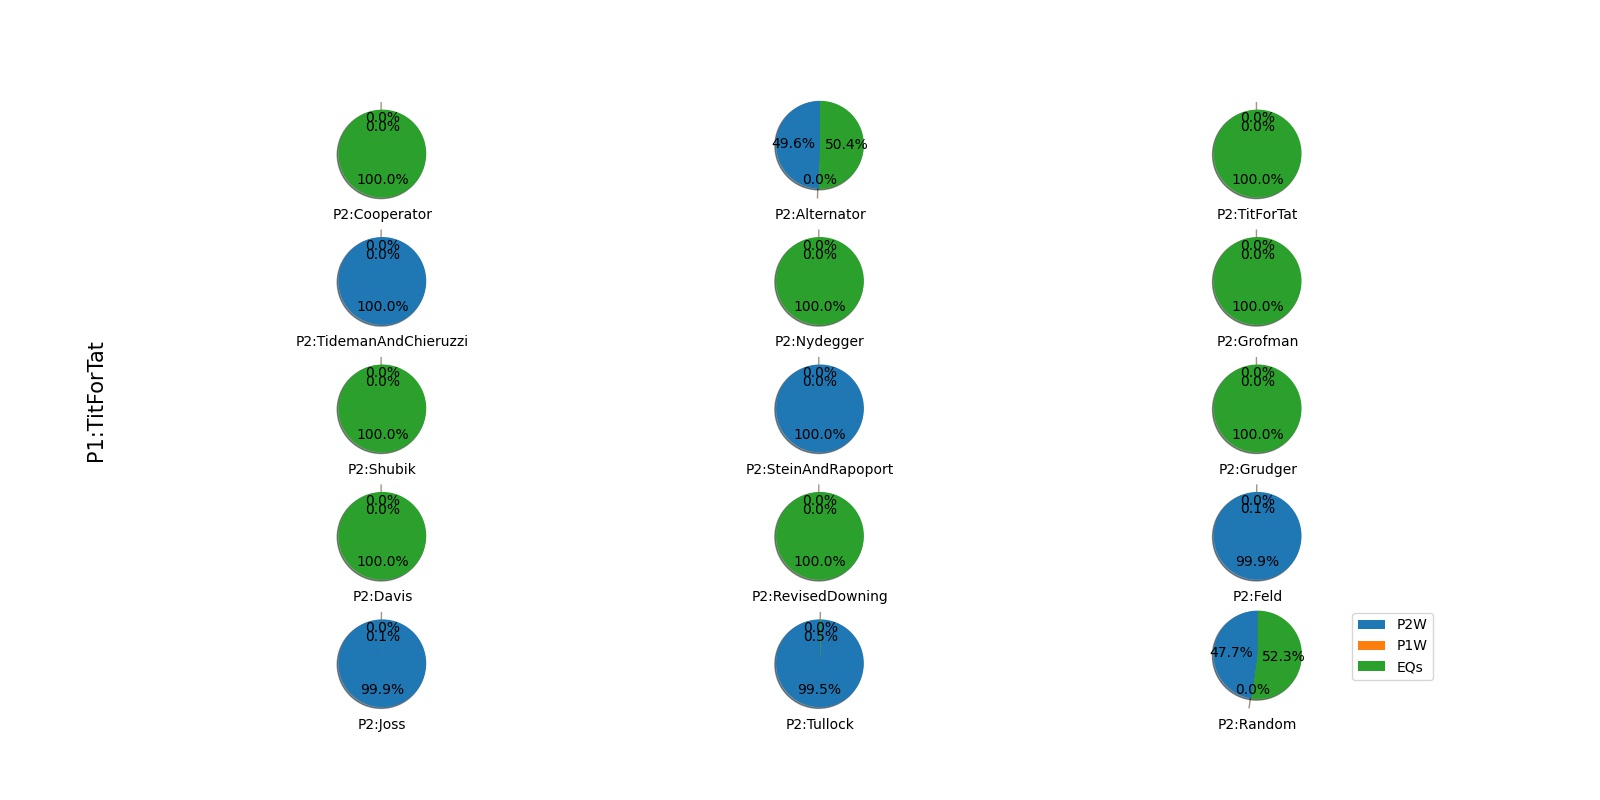 P1:TitForTat
0.0%
0.0%
100.0%
P2:Cooperator
49.6%
50.4%
0.0%
P2:Alternator
0.0%
0.0%
100.0%
P2:TitForTat
0.0%
0.0%
100.0%
P2:TidemanAndChieruzzi
0.0%
0.0%
100.0%
P2:Nydegger
0.0%
0.0%
100.0%
P2:Grofman
0.0%
0.0%
100.0%
P2:Shubik
0.0%
0.0%
100.0%
P2:SteinAndRapoport
0.0%
0.0%
100.0%
P2:Grudger
0.0%
0.0%
100.0%
P2:Davis
0.0%
0.0%
100.0%
P2:RevisedDowning
0.0%
0.1%
99.9%
P2:Feld
0.0%
0.1%
99.9%
P2:Joss
0.0%
0.5%
99.5%
P2:Tullock
47.7%
52.3%
0.0%
P2:Random
P2W
P1W
EQs